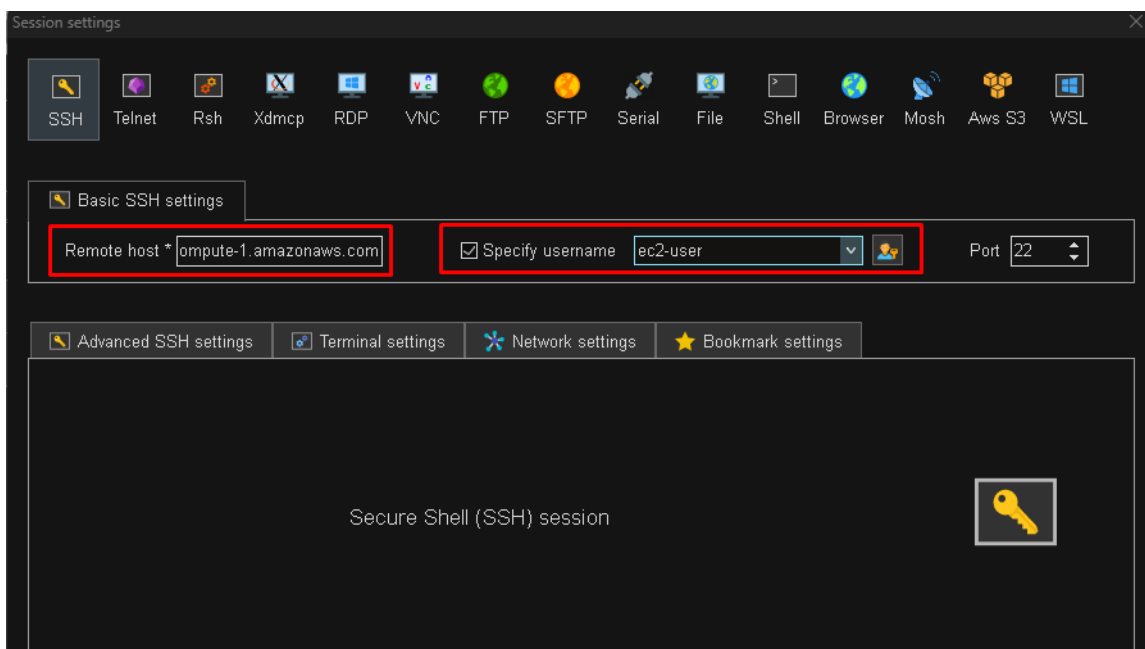 Session settings
SSH Telnet Rsh Xdmcp RDP VNC FTP SFTP Serial File Shell Browser Mosh Aws S3 WSL
Basic SSH settings
Remote host * ompute-1.amazonaws.com Specify username ec2-user Port 22
Advanced SSH settings Terminal settings Network settings Bookmark settings
Secure Shell (SSH) session